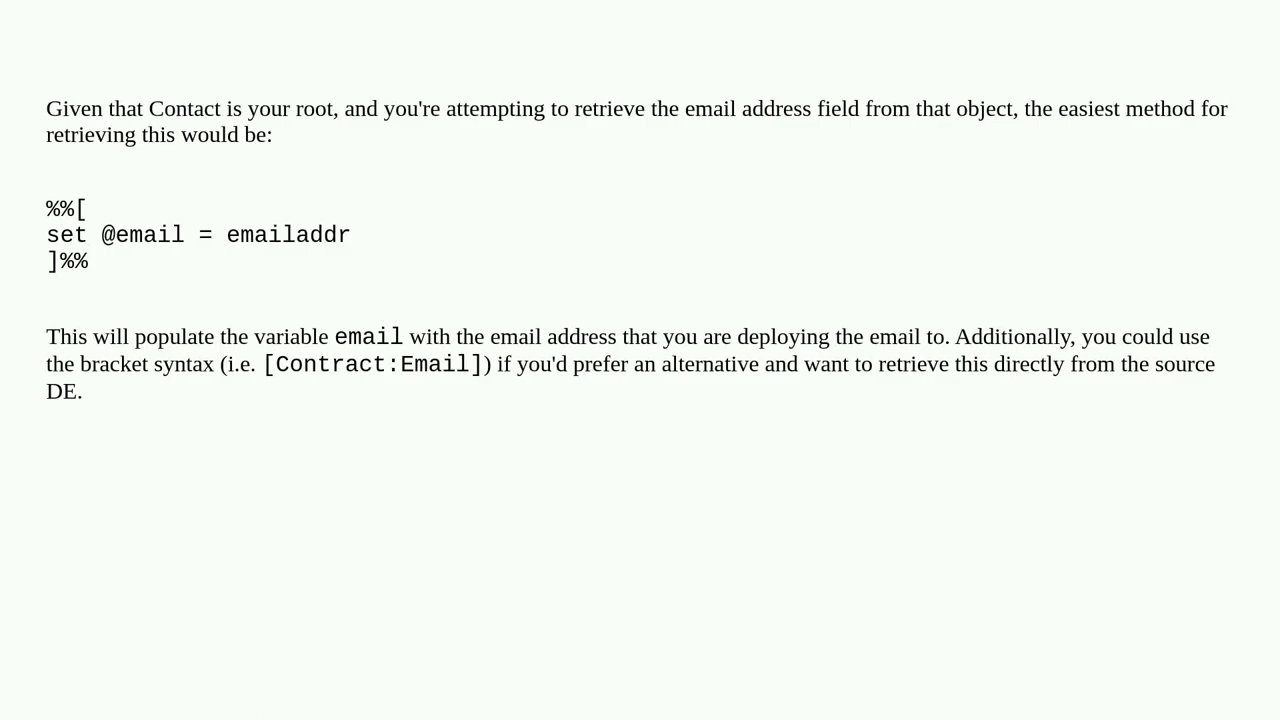 Given that Contact is your root, and you're attempting to retrieve the email address field from that object, the easiest method for
retrieving this would be:
%%[
set @email = emailaddr
]%%
This will populate the variable email with the email address that you are deploying the email to. Additionally, you could use
the bracket syntax (i.e. [Contract:Email]) if you'd prefer an alternative and want to retrieve this directly from the source
DE.